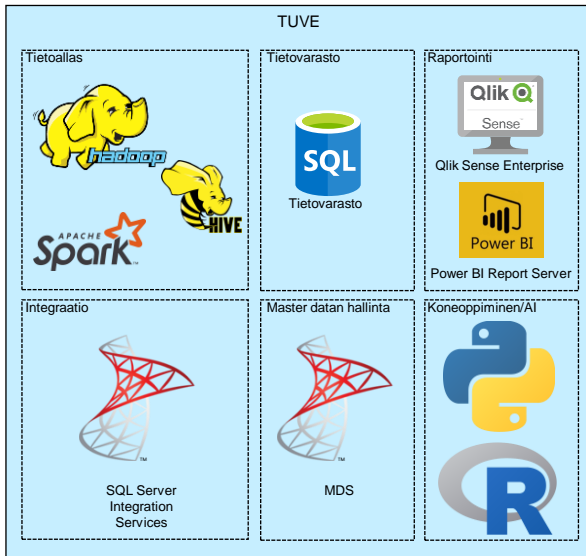 TUVE
Tietoallas
hadoop
HIVE
APACHE
Spark™
Tietovarasto
SQL
Tietovarasto
Raportointi
Qlik Q
Sense
Qlik Sense Enterprise
Power BI
Power BI Report Server
Integraatio
TM
SQL Server
Integration
Services
Master datan hallinta
TM
MDS
Koneoppiminen/AI
R